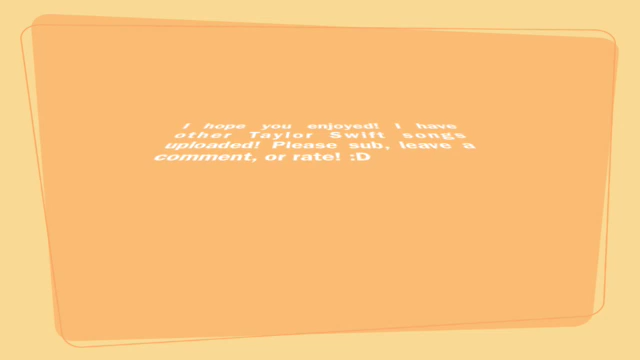 I hope you enjoyed! I have
other Taylor Swift songs
uploaded! Please sub, leave a
comment, or rate! :D